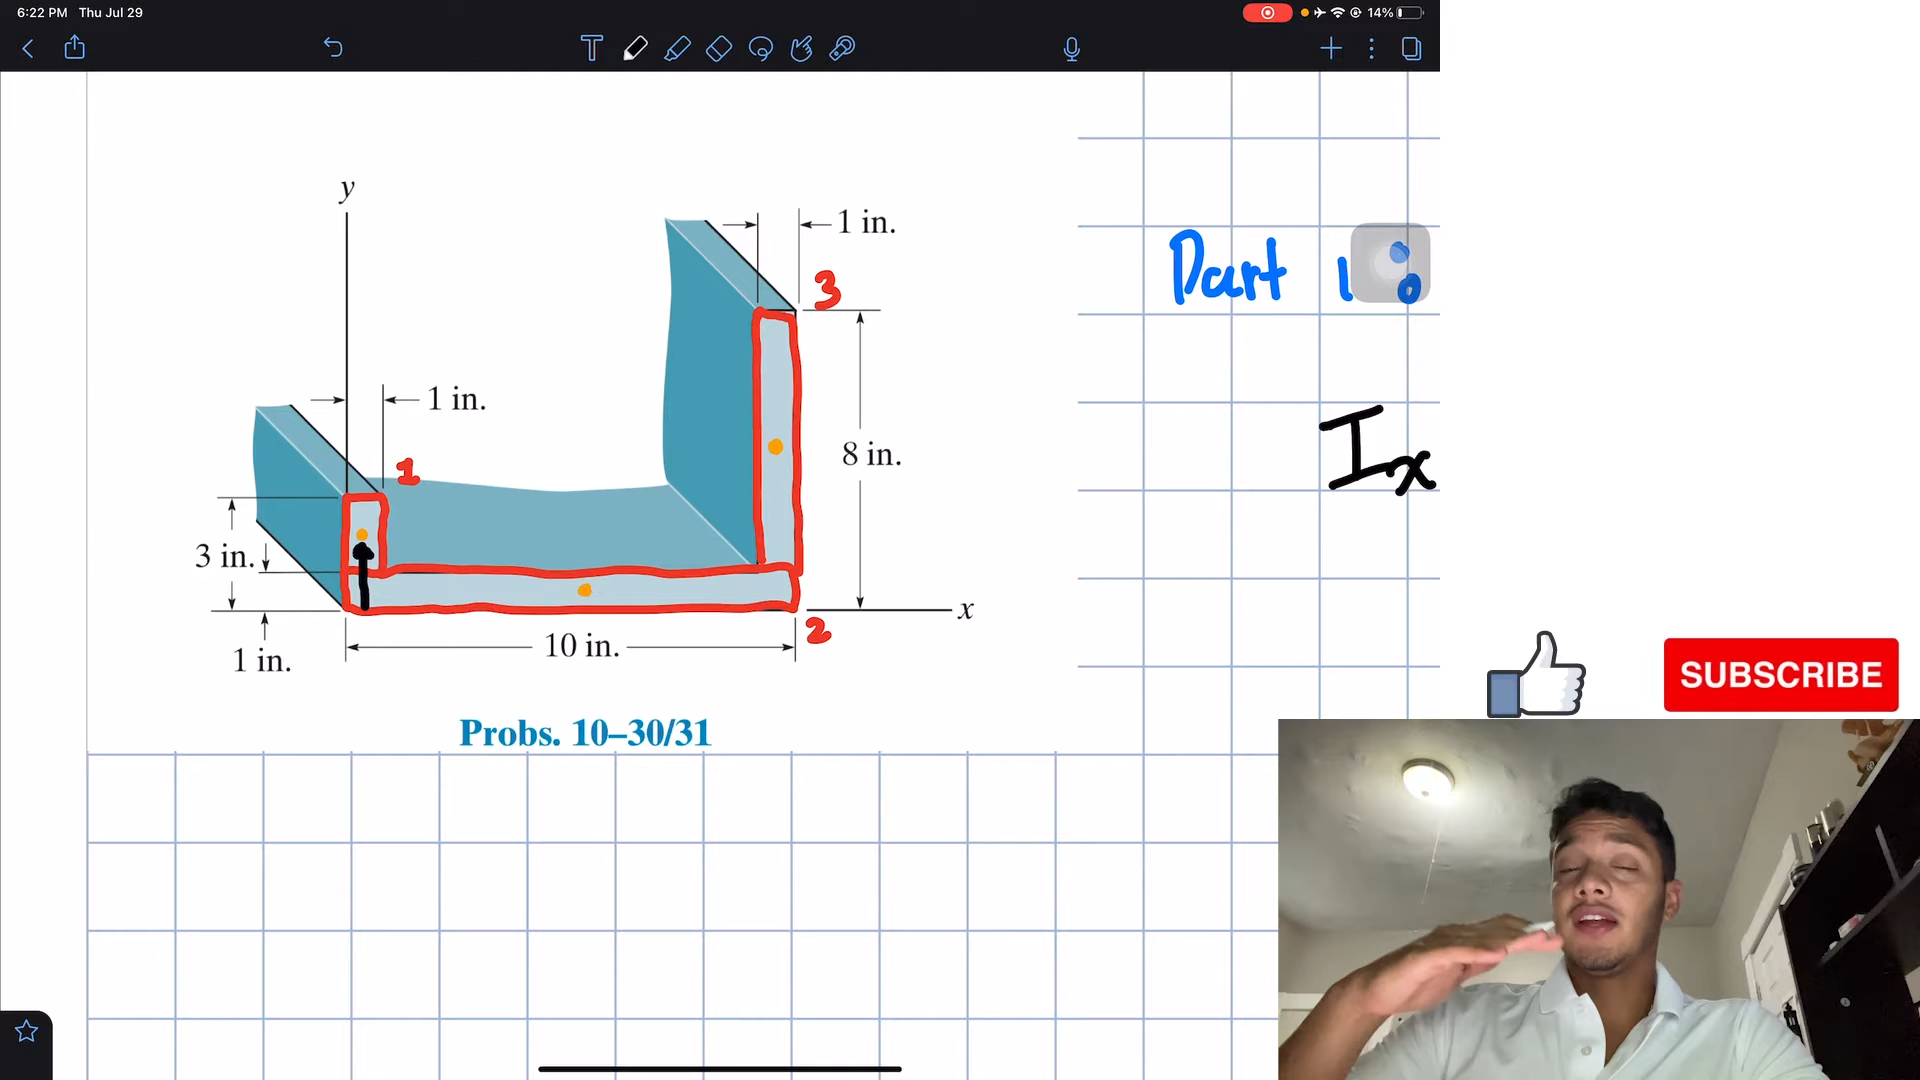 6:22 PM Thu Jul 29
14%
T
y
1 in.
3
Part 1
1 in.
Ix
1
8 in.
3 in.
x
2
10 in.
1 in.
SUBSCRIBE
Probs. 10–30/31